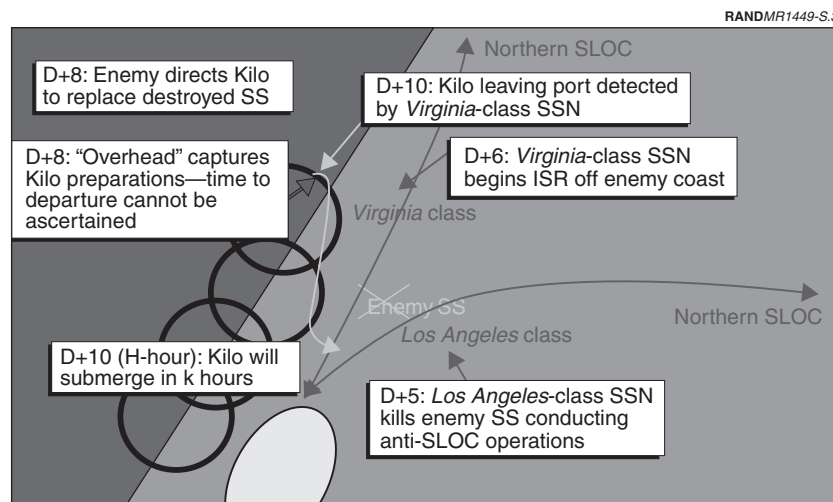 RANDMR1449-S.3
Northern SLOC
D+8: Enemy directs Kilo
to replace destroyed SS
D+10: Kilo leaving port detected
by Virginia-class SSN
D+8: “Overhead” captures
Kilo preparations—time to
departure cannot be
ascertained
D+6: Virginia-class SSN
begins ISR off enemy coast
Virginia class
Enemy SS
Northern SLOC
Los Angeles class
D+10 (H-hour): Kilo will
submerge in k hours
D+5: Los Angeles-class SSN
kills enemy SS conducting
anti-SLOC operations